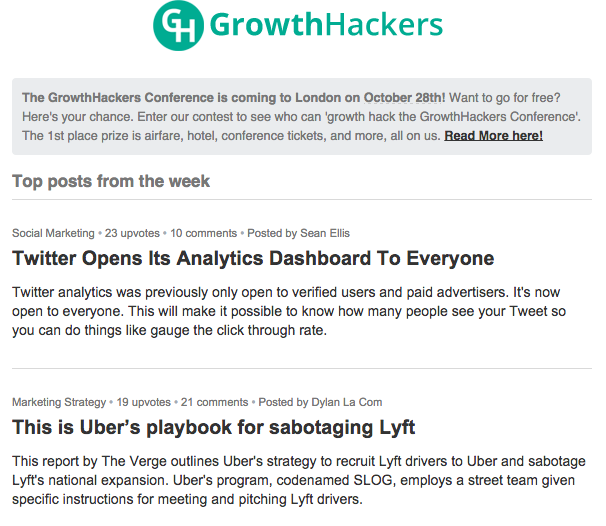 GH GrowthHackers
The GrowthHackers Conference is coming to London on October 28th! Want to go for free?
Here's your chance. Enter our contest to see who can 'growth hack the GrowthHackers Conference'.
The 1st place prize is airfare, hotel, conference tickets, and more, all on us. Read More here!
Top posts from the week
Social Marketing • 23 upvotes • 10 comments • Posted by Sean Ellis
Twitter Opens Its Analytics Dashboard To Everyone
Twitter analytics was previously only open to verified users and paid advertisers. It's now
open to everyone. This will make it possible to know how many people see your Tweet so
you can do things like gauge the click through rate.
Marketing Strategy • 19 upvotes • 21 comments • Posted by Dylan La Com
This is Uber’s playbook for sabotaging Lyft
This report by The Verge outlines Uber's strategy to recruit Lyft drivers to Uber and sabotage
Lyft's national expansion. Uber's program, codenamed SLOG, employs a street team given
specific instructions for meeting and pitching Lyft drivers.